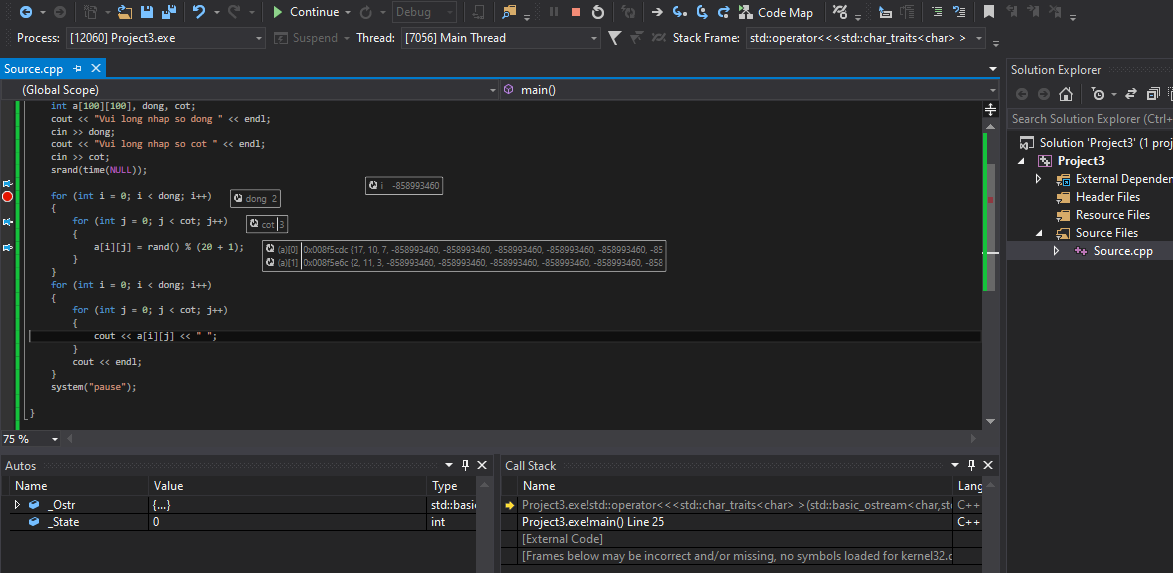 Continue Debug Code Map
Process: [12060] Project3.exe Suspend Thread: [7056] Main Thread Stack Frame: std::operator<<<std::char_traits<char> >
Source.cpp
Solution Explorer
(Global Scope) main()
int a[100][100], dong, cot;
cout << "Vui long nhap so dong " << endl;
cin >> dong;
cout << "Vui long nhap so cot " << endl;
cin >> cot;
srand(time(NULL));
i -858993460
for (int i = 0; i < dong; i++) dong 2
{
for (int j = 0; j < cot; j++) cot 3
{
a[i][j] = rand() % (20 + 1); (a)[0] 0x008f5cdc {17, 10, 7, -858993460, -858993460, -858993460, -858993460, -858993460, -85
(a)[1] 0x008f5e6c {2, 11, 3, -858993460, -858993460, -858993460, -858993460, -858993460, -858
}
}
for (int i = 0; i < dong; i++)
{
for (int j = 0; j < cot; j++)
{
cout << a[i][j] << " ";
}
cout << endl;
}
system("pause");
}
75 %
Search Solution Explorer (Ctrl+
Solution 'Project3' (1 proj
Project3
External Depender
Header Files
Resource Files
Source Files
Source.cpp
Autos
Name Value Type
_Ostr {...} std::basi
_State 0 int
Call Stack
Name Lang
Project3.exe!std::operator<<<std::char_traits<char> >(std::basic_ostream<char,st C++
Project3.exe!main() Line 25 C++
[External Code]
[Frames below may be incorrect and/or missing, no symbols loaded for kernel32.c